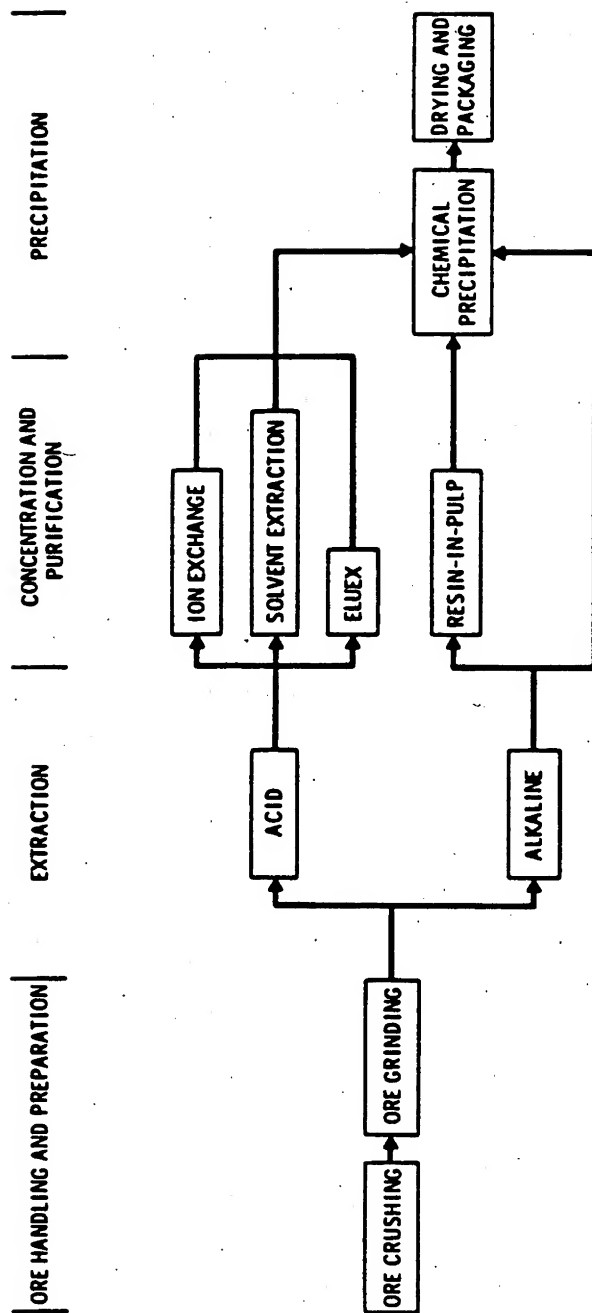 ORE HANDLING AND PREPARATION
EXTRACTION
CONCENTRATION AND
PURIFICATION
PRECIPITATION
ORE CRUSHING
ORE GRINDING
ACID
ALKALINE
ION EXCHANGE
SOLVENT EXTRACTION
ELUEX
RESIN-IN-PULP
CHEMICAL
PRECIPITATION
DRYING AND
PACKAGING